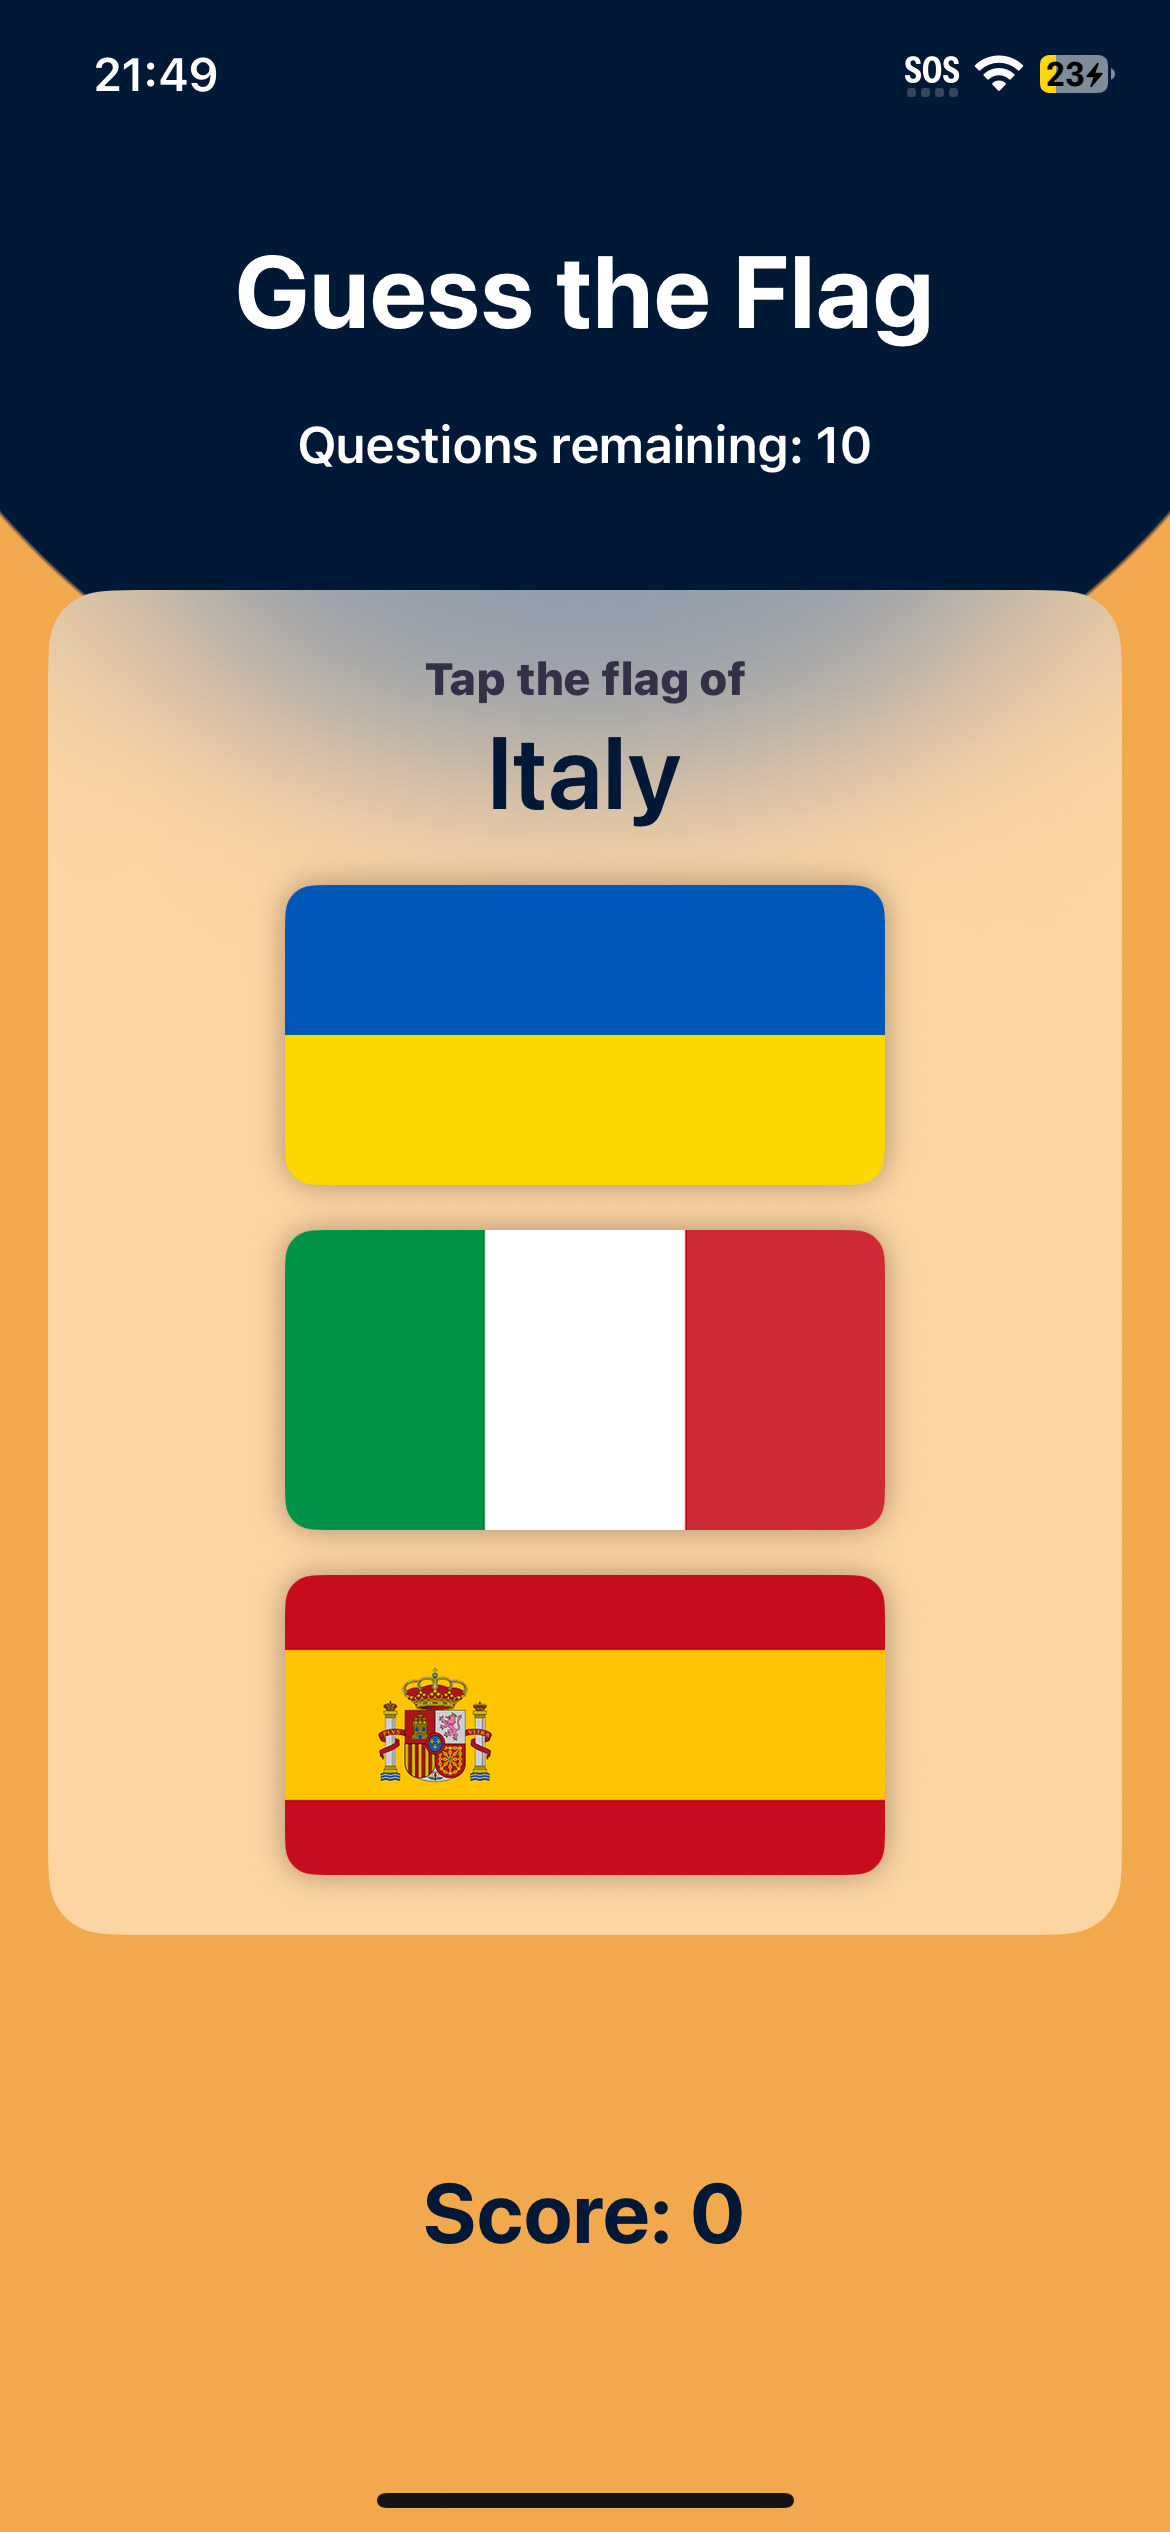 21:49
SOS
23
Guess the Flag
Questions remaining: 10
Tap the flag of
Italy
Score: 0